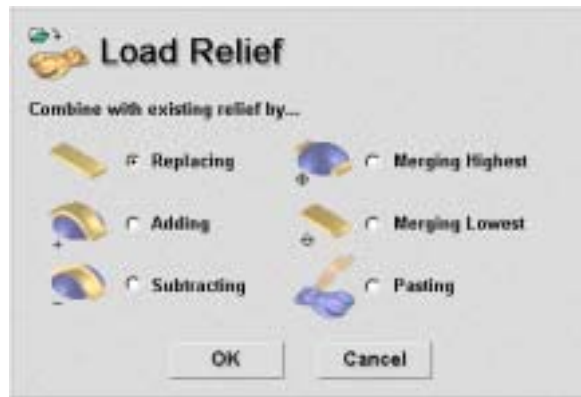 Load Relief
Combine with existing relief by...
Replacing
Merging Highest
Adding
Merging Lowest
Subtracting
Pasting
OK
Cancel